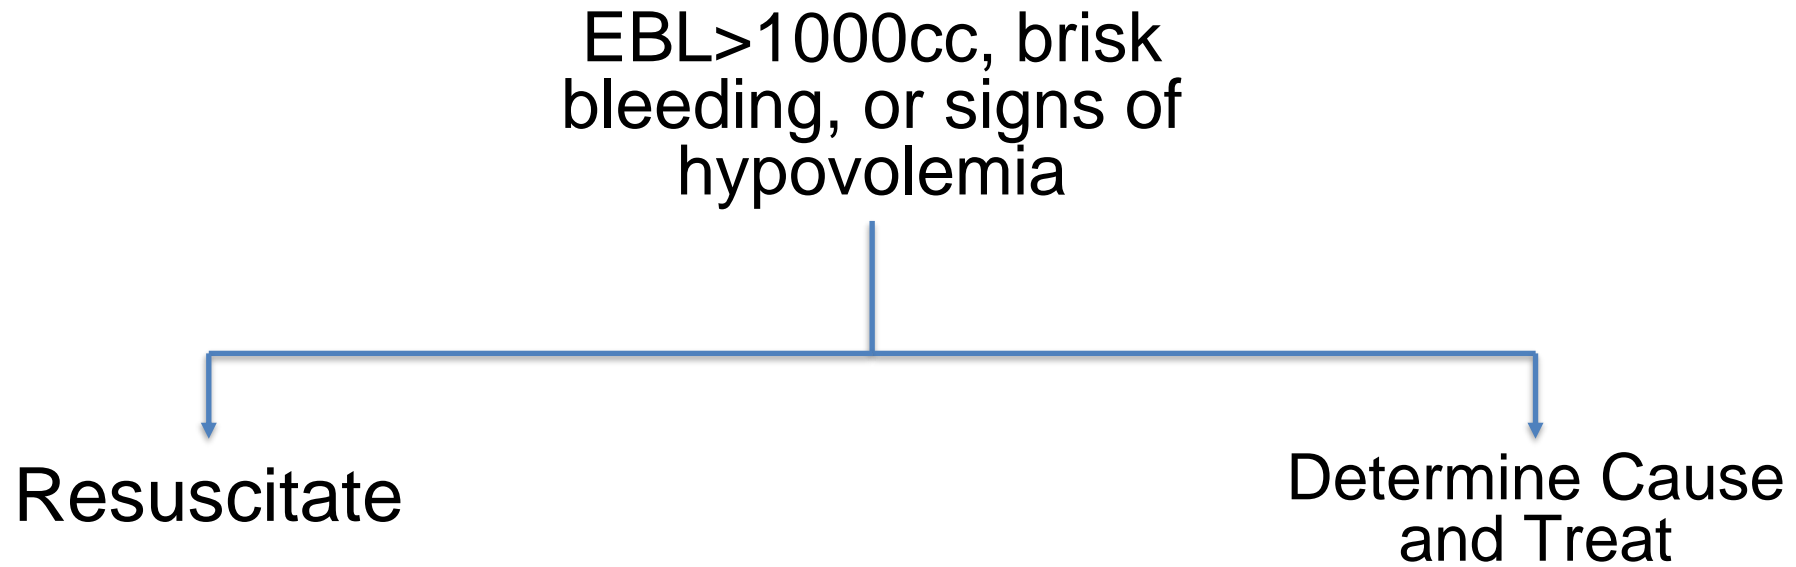 EBL>1000cc, brisk
bleeding, or signs of
hypovolemia
Resuscitate
Determine Cause
and Treat